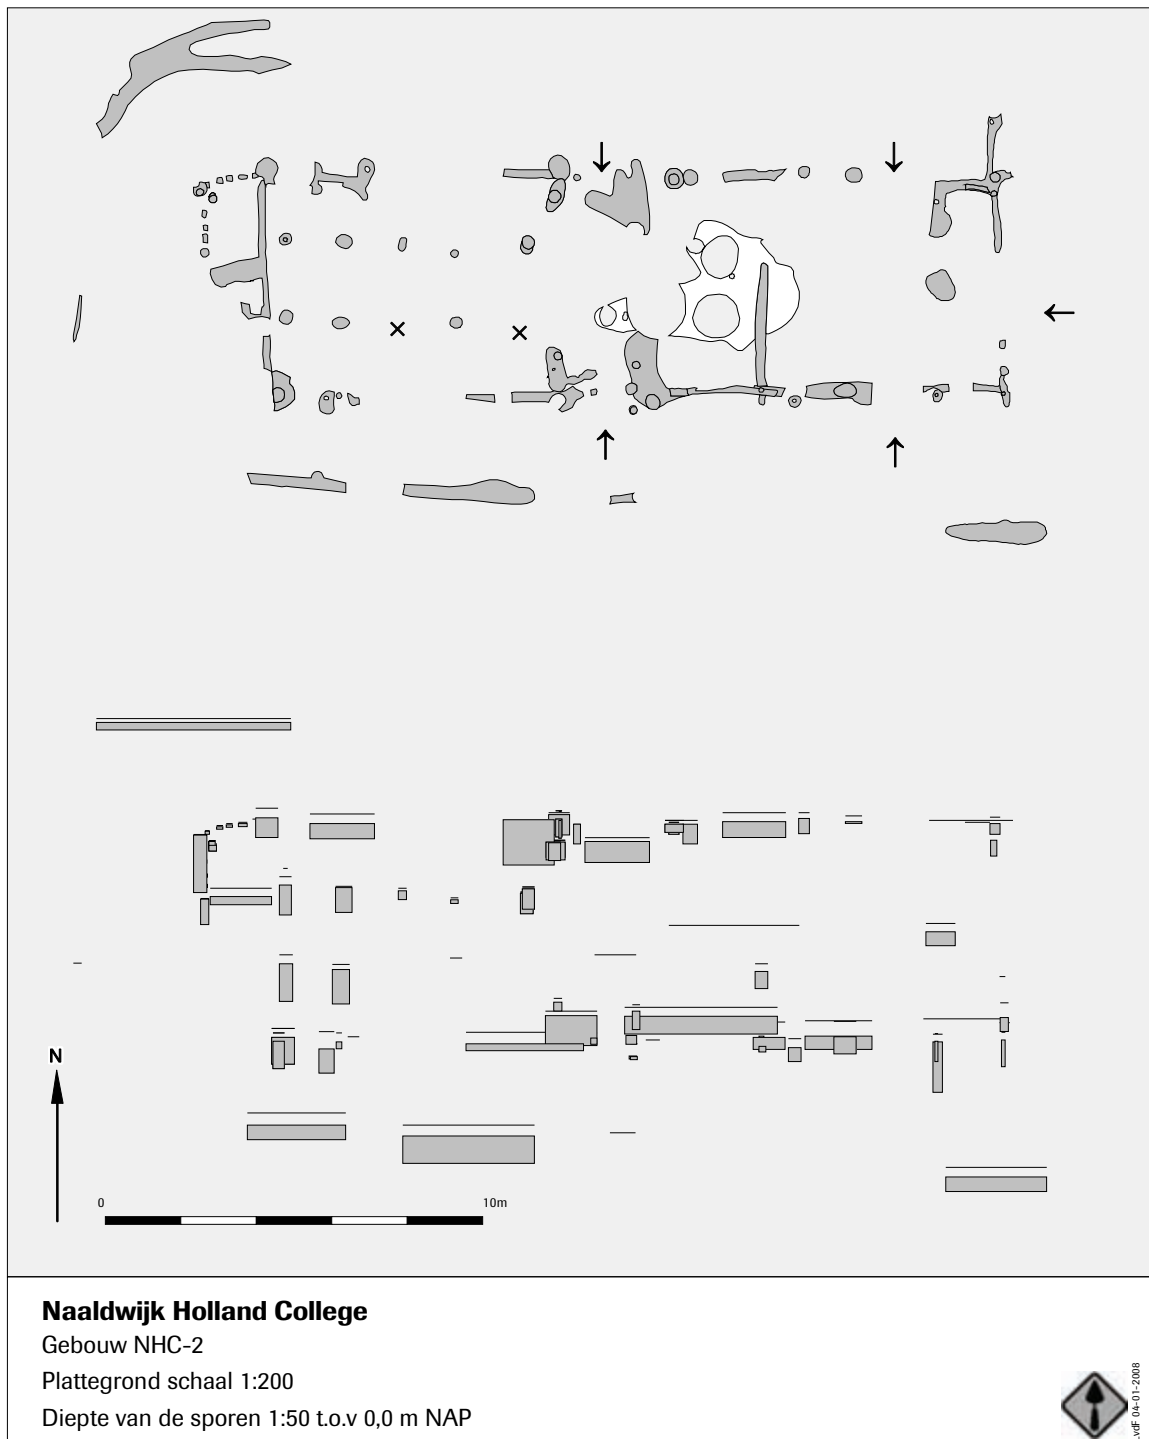 N
0 10m
Naaldwijk Holland College
Gebouw NHC-2
Plattegrond schaal 1:200
Diepte van de sporen 1:50 t.o.v 0,0 m NAP
.vdF 04-01-2008